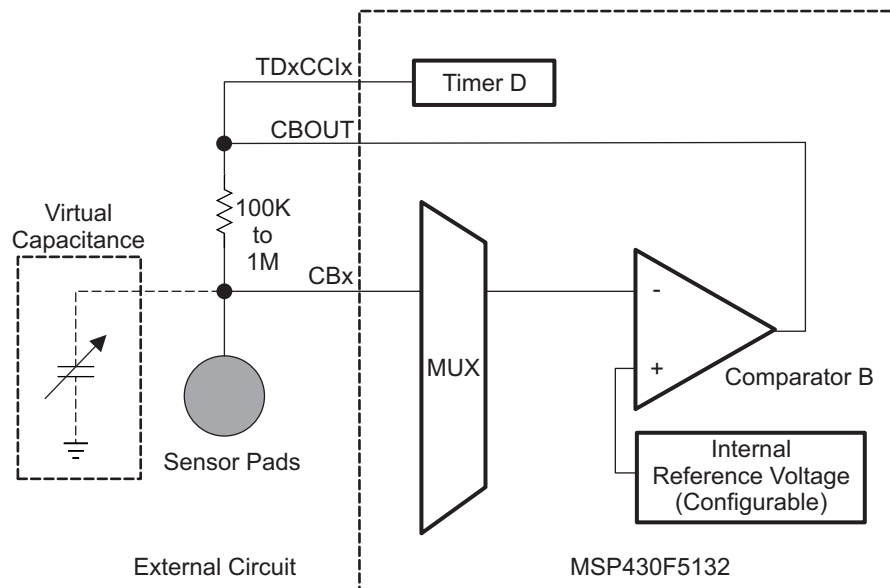 TDxCCIx
Timer D
CBOUT
Virtual
Capacitance
100K
to
1M
CBx
MUX
-
+
Comparator B
Sensor Pads
Internal
Reference Voltage
(Configurable)
External Circuit
MSP430F5132